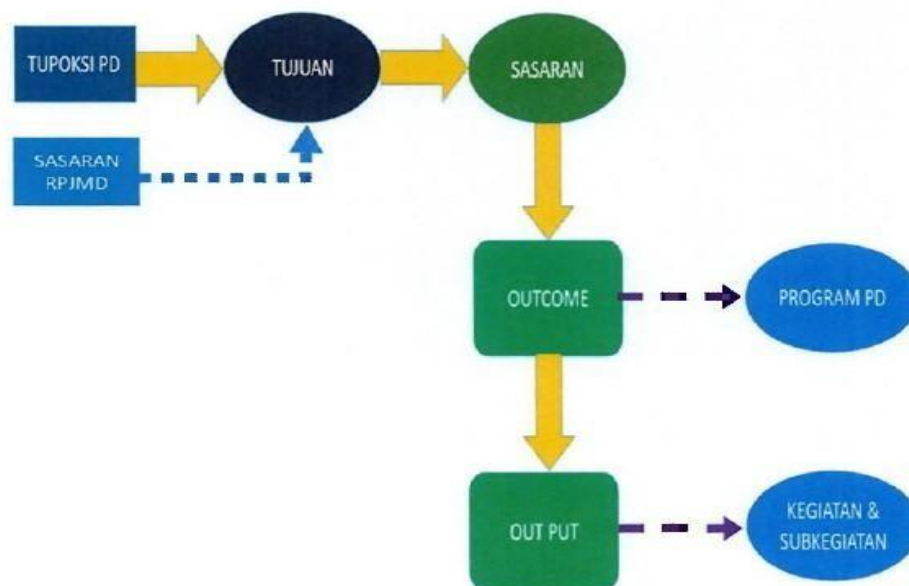 TUPOKSI PD
TUJUAN
SASARAN
SASARAN
RPJMD
OUTCOME
PROGRAM PD
OUT PUT
KEGIATAN &
SUBKEGIATAN